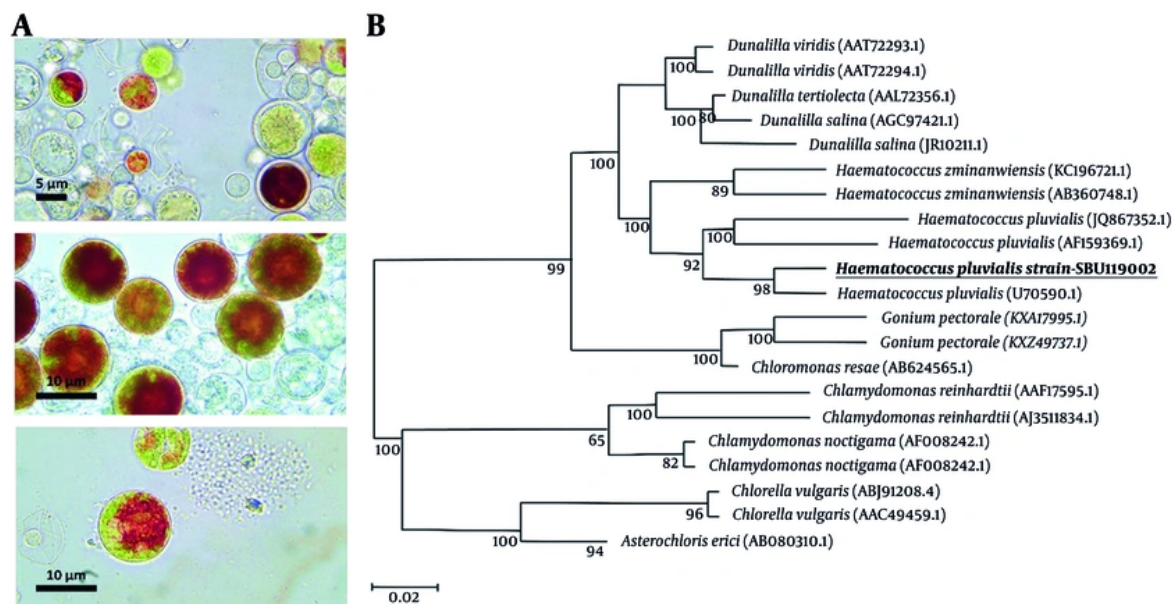 A
5 µm
10 µm
10 µm
B
Dunalilla viridis (AAT72293.1)
100
Dunalilla viridis (AAT72294.1)
Dunalilla tertiolecta (AAL72356.1)
100
80
Dunalilla salina (AGC97421.1)
Dunalilla salina (JR10211.1)
100
Haematococcus zminanwiensis (KC196721.1)
89
Haematococcus zminanwiensis (AB360748.1)
100
Haematococcus pluvialis (JQ867352.1)
100
Haematococcus pluvialis (AF159369.1)
92
99
Haematococcus pluvialis strain-SBU119002
98
Haematococcus pluvialis (U70590.1)
Gonium pectorale (KXA17995.1)
100
Gonium pectorale (KXZ49737.1)
100
Chloromonas resae (AB624565.1)
Chlamydomonas reinhardtii (AAF17595.1)
100
Chlamydomonas reinhardtii (AJ3511834.1)
65
100
Chlamydomonas noctigama (AF008242.1)
82
Chlamydomonas noctigama (AF008242.1)
Chlorella vulgaris (ABJ91208.4)
96
Chlorella vulgaris (AAC49459.1)
100
94
Asterochloris erici (AB080310.1)
0.02